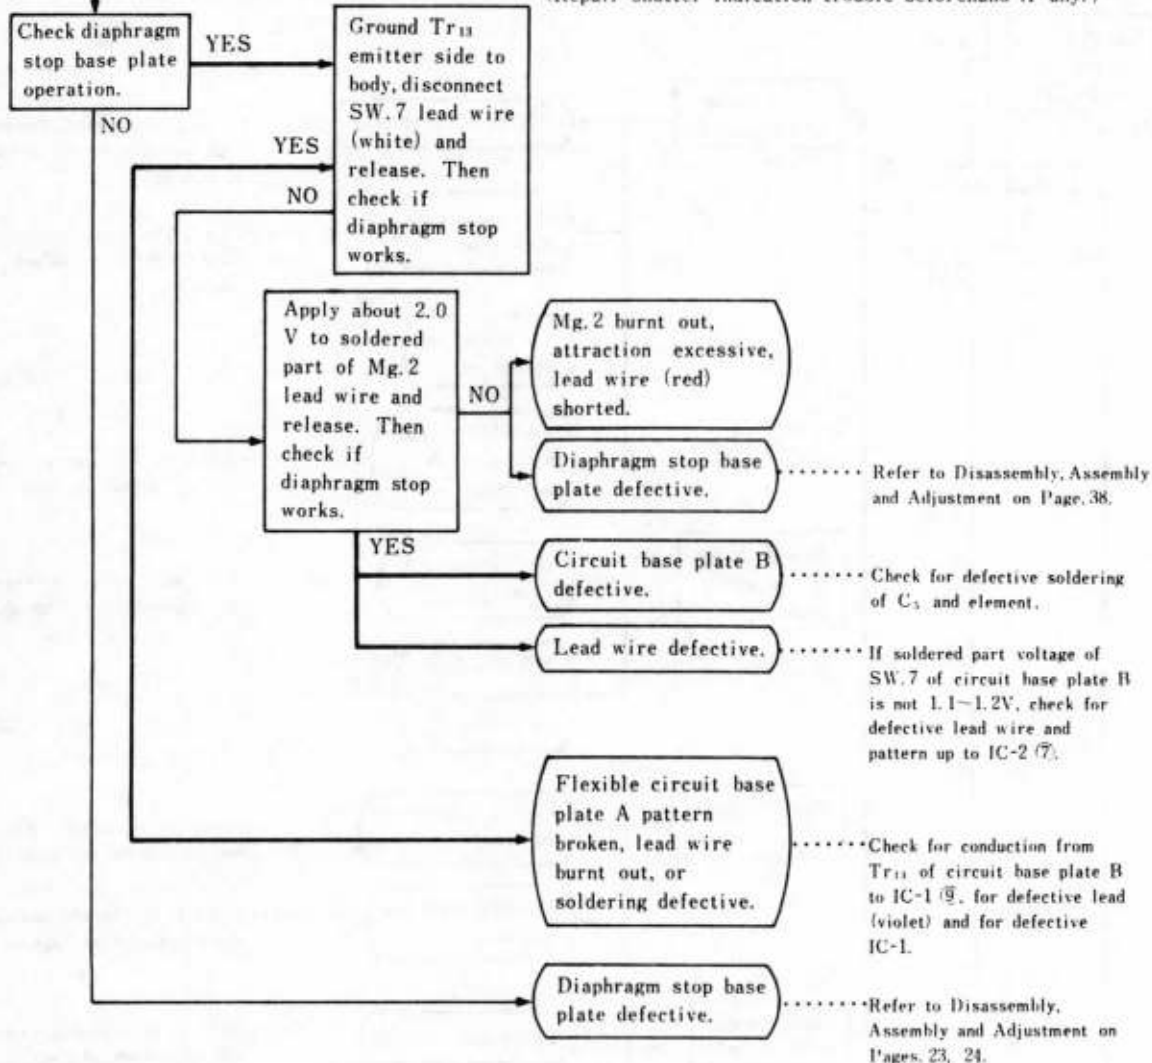 (Repair shutter indication trouble beforehand if any.)
Check diaphragm
stop base plate
operation.
YES
NO
Ground Tr₁₃
emitter side to
body, disconnect
SW.7 lead wire
(white) and
release. Then
check if
diaphragm stop
works.
YES
NO
Apply about 2.0
V to soldered
part of Mg.2
lead wire and
release. Then
check if
diaphragm stop
works.
NO
YES
Mg.2 burnt out,
attraction excessive,
lead wire (red)
shorted.
Diaphragm stop base
plate defective.
Refer to Disassembly, Assembly
and Adjustment on Page. 38.
Circuit base plate B
defective.
Check for defective soldering
of C₅ and element.
Lead wire defective.
If soldered part voltage of
SW.7 of circuit base plate B
is not 1.1~1.2V, check for
defective lead wire and
pattern up to IC-2 ⑦.
Flexible circuit base
plate A pattern
broken, lead wire
burnt out, or
soldering defective.
Check for conduction from
Tr₁₁ of circuit base plate B
to IC-1 ⑨, for defective lead
(violet) and for defective
IC-1.
Diaphragm stop base
plate defective.
Refer to Disassembly,
Assembly and Adjustment on
Pages. 23, 24.